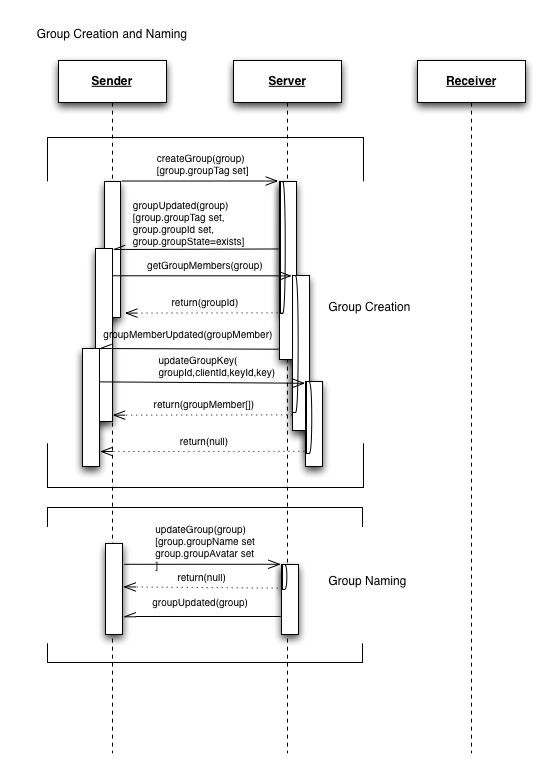 Group Creation and Naming
Sender
Server
Receiver
createGroup(group)
[group.groupTag set]
groupUpdated(group)
[group.groupTag set,
group.groupId set,
group.groupState=exists]
getGroupMembers(group)
return(groupId)
Group Creation
groupMemberUpdated(groupMember)
updateGroupKey(
groupId,clientId,keyId,key)
return(groupMember[])
return(null)
updateGroup(group)
[group.groupName set
group.groupAvatar set
]
return(null)
Group Naming
groupUpdated(group)